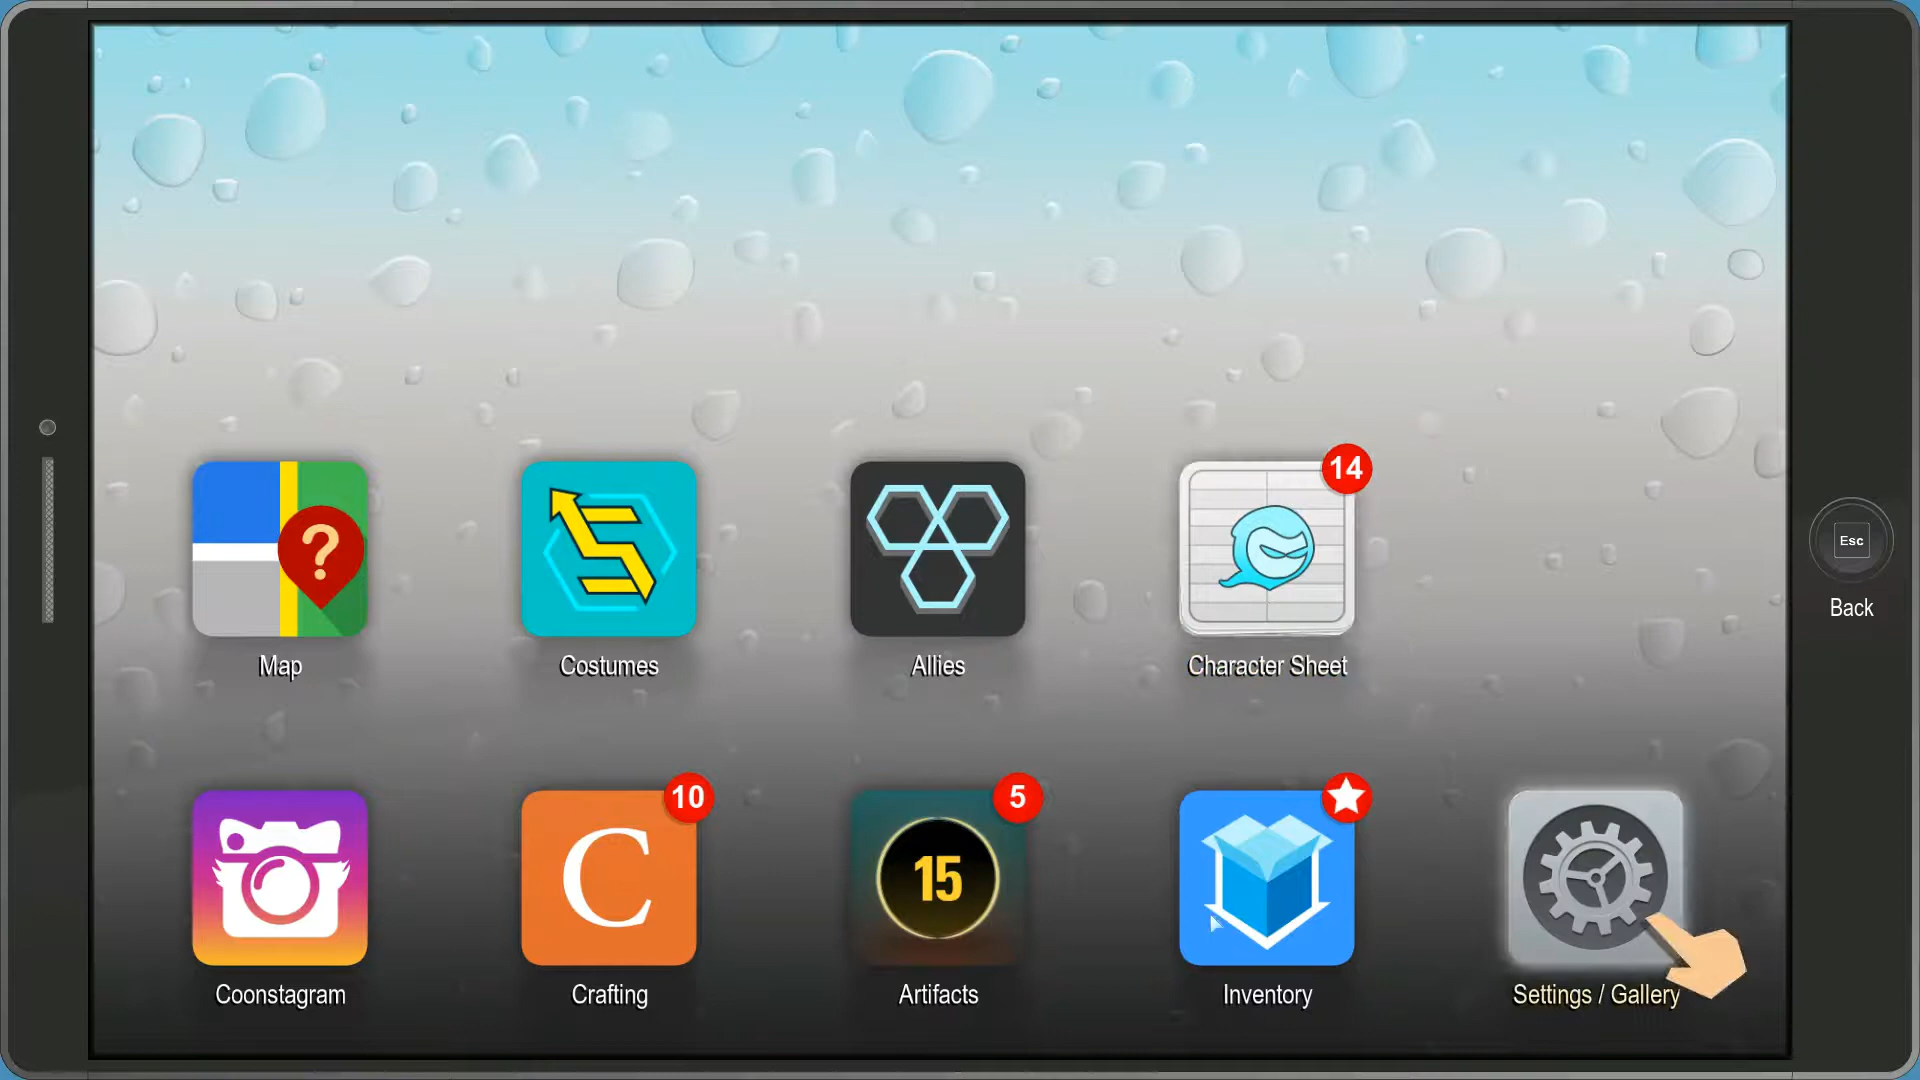 14
Map
Costumes
Allies
Character Sheet
Esc
Back
10
5
C
15
Coonstagram
Crafting
Artifacts
Inventory
Settings / Gallery
?